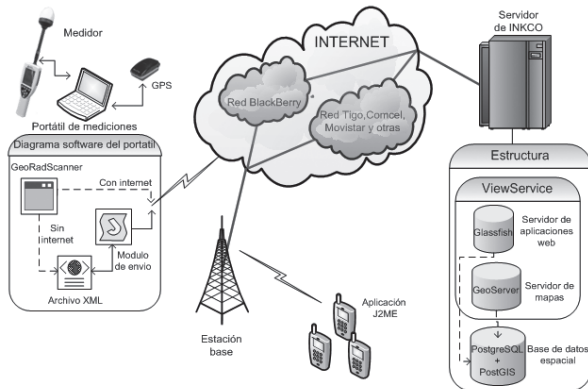 Medidor
GPS
Portátil de mediciones
Diagrama software del portatil
GeoRadScanner
Con internet
Sin
internet
Modulo
de envio
Archivo XML
INTERNET
Red BlackBerry
Red Tigo,Comcel,
Movistar y otras
Estación
base
Aplicación
J2ME
Servidor
de INKCO
Estructura
ViewService
Glassfish
Servidor de
aplicaciones
web
GeoServer
Servidor de
mapas
PostgreSQL
+
PostGIS
Base de datos
espacial